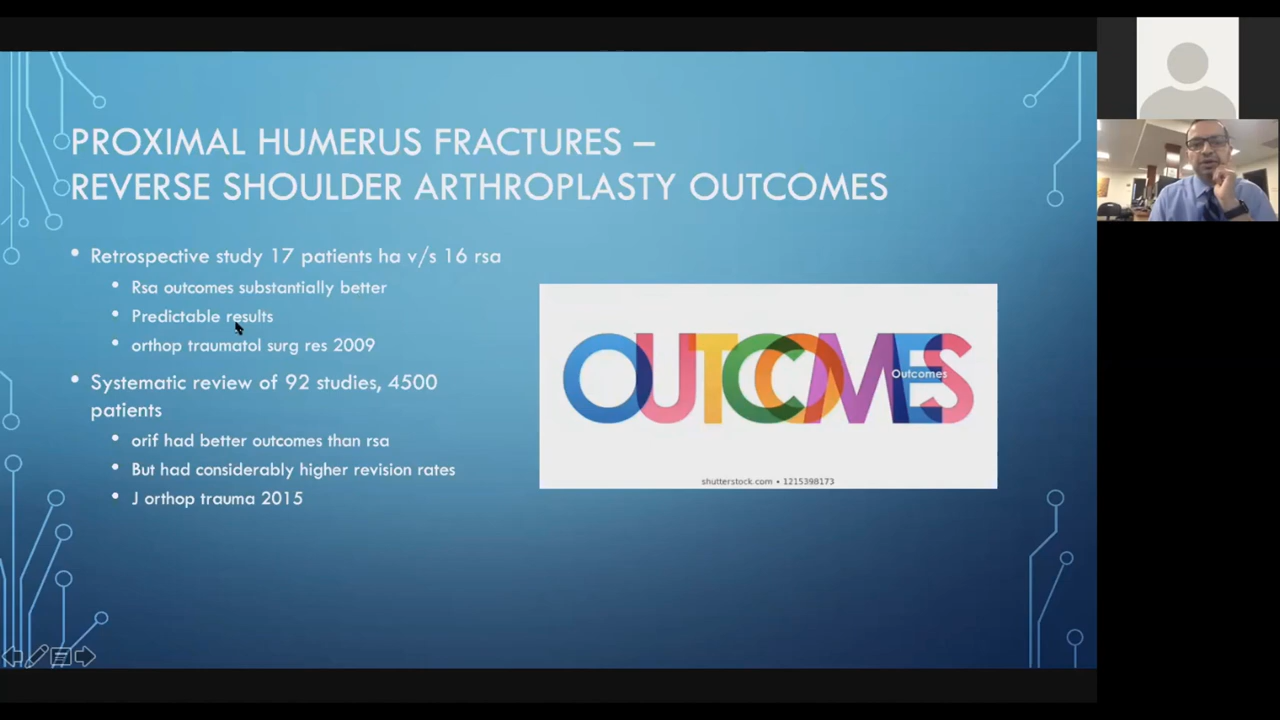 PROXIMAL HUMERUS FRACTURES –
REVERSE SHOULDER ARTHROPLASTY OUTCOMES
• Retrospective study 17 patients ha v/s 16 rsa
• Rsa outcomes substantially better
• Predictable results
• orthop traumatol surg res 2009
• Systematic review of 92 studies, 4500
patients
• orif had better outcomes than rsa
• But had considerably higher revision rates
• J orthop trauma 2015
OUTCOMES
Outcomes
shutterstock.com • 1215398173